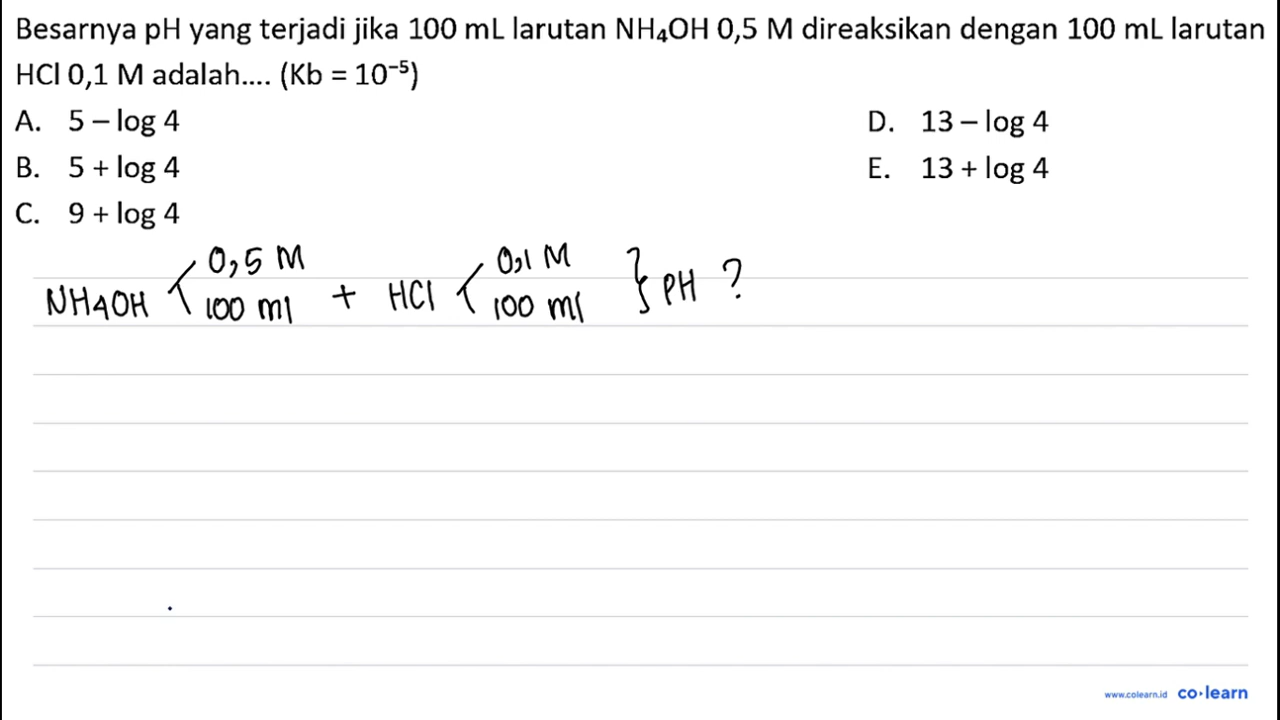 Besarnya pH yang terjadi jika 100 mL larutan NH₄OH 0,5 M direaksikan dengan 100 mL larutan
HCl 0,1 M adalah.... (Kb = 10⁻⁵)
A. 5 – log 4
B. 5 + log 4
C. 9 + log 4
D. 13 – log 4
E. 13 + log 4
0,5 M 0,1 M
NH4OH < + HCl < } PH ?
100 ml 100 ml
www.colearn.id co·learn